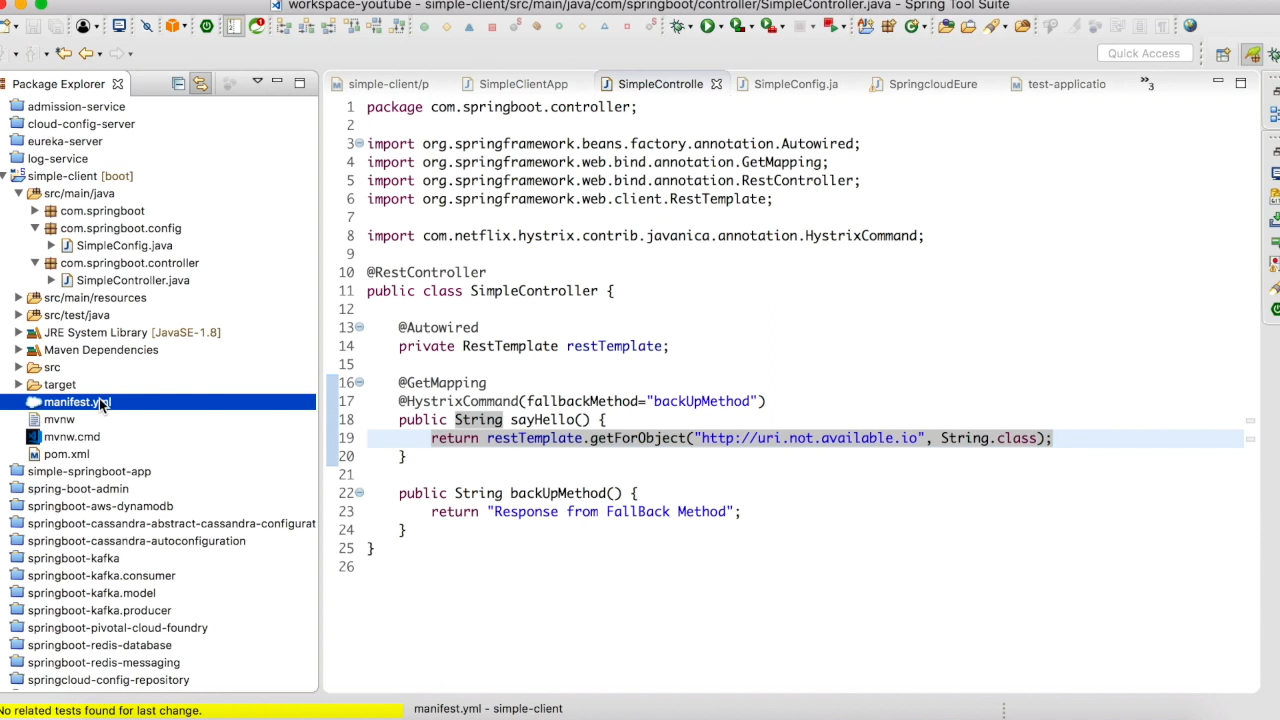 workspace-youtube - simple-client/src/main/java/com/springboot/controller/SimpleController.java - Spring Tool Suite
Quick Access
Package Explorer
simple-client/p
SimpleClientApp
SimpleControlle
SimpleConfig.ja
SpringcloudEure
test-applicatio
»3
admission-service
cloud-config-server
eureka-server
log-service
simple-client [boot]
src/main/java
com.springboot
com.springboot.config
SimpleConfig.java
com.springboot.controller
SimpleController.java
src/main/resources
src/test/java
JRE System Library [JavaSE-1.8]
Maven Dependencies
src
target
manifest.yml
mvnw
mvnw.cmd
pom.xml
simple-springboot-app
spring-boot-admin
springboot-aws-dynamodb
springboot-cassandra-abstract-cassandra-configurat
springboot-cassandra-autoconfiguration
springboot-kafka
springboot-kafka.consumer
springboot-kafka.model
springboot-kafka.producer
springboot-pivotal-cloud-foundry
springboot-redis-database
springboot-redis-messaging
springcloud-config-repository
1 package com.springboot.controller;
2
3 import org.springframework.beans.factory.annotation.Autowired;
4 import org.springframework.web.bind.annotation.GetMapping;
5 import org.springframework.web.bind.annotation.RestController;
6 import org.springframework.web.client.RestTemplate;
7
8 import com.netflix.hystrix.contrib.javanica.annotation.HystrixCommand;
9
10 @RestController
11 public class SimpleController {
12
13 @Autowired
14 private RestTemplate restTemplate;
15
16 @GetMapping
17 @HystrixCommand(fallbackMethod="backUpMethod")
18 public String sayHello() {
19 return restTemplate.getForObject("http://uri.not.available.io", String.class);
20 }
21
22 public String backUpMethod() {
23 return "Response from FallBack Method";
24 }
25 }
26
No related tests found for last change.
manifest.yml - simple-client